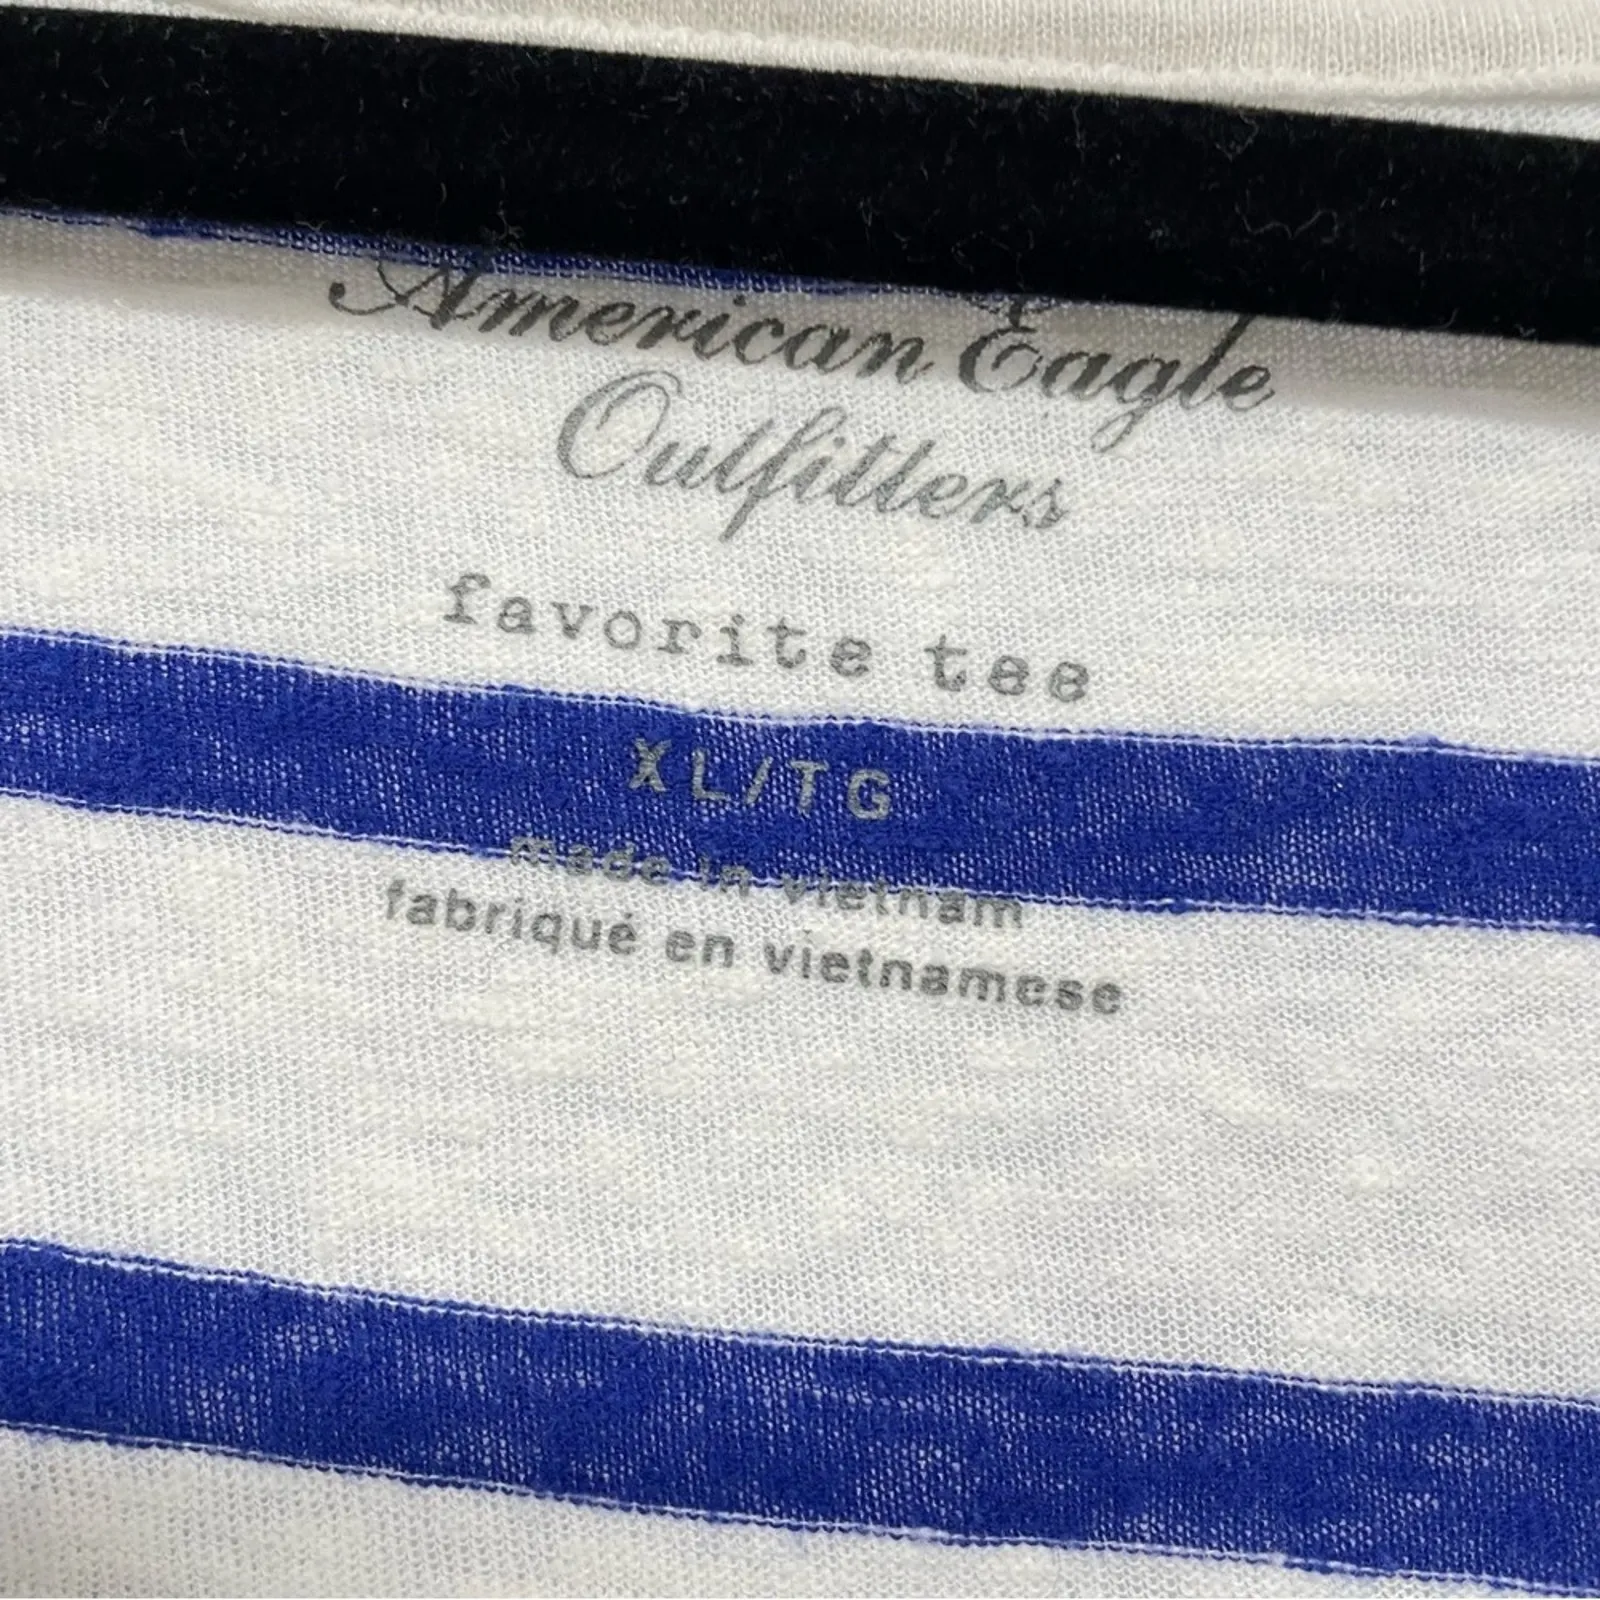 American Eagle
Outfitters
favorite tee
XL/TG
made in vietnam
fabriqué en vietnamese